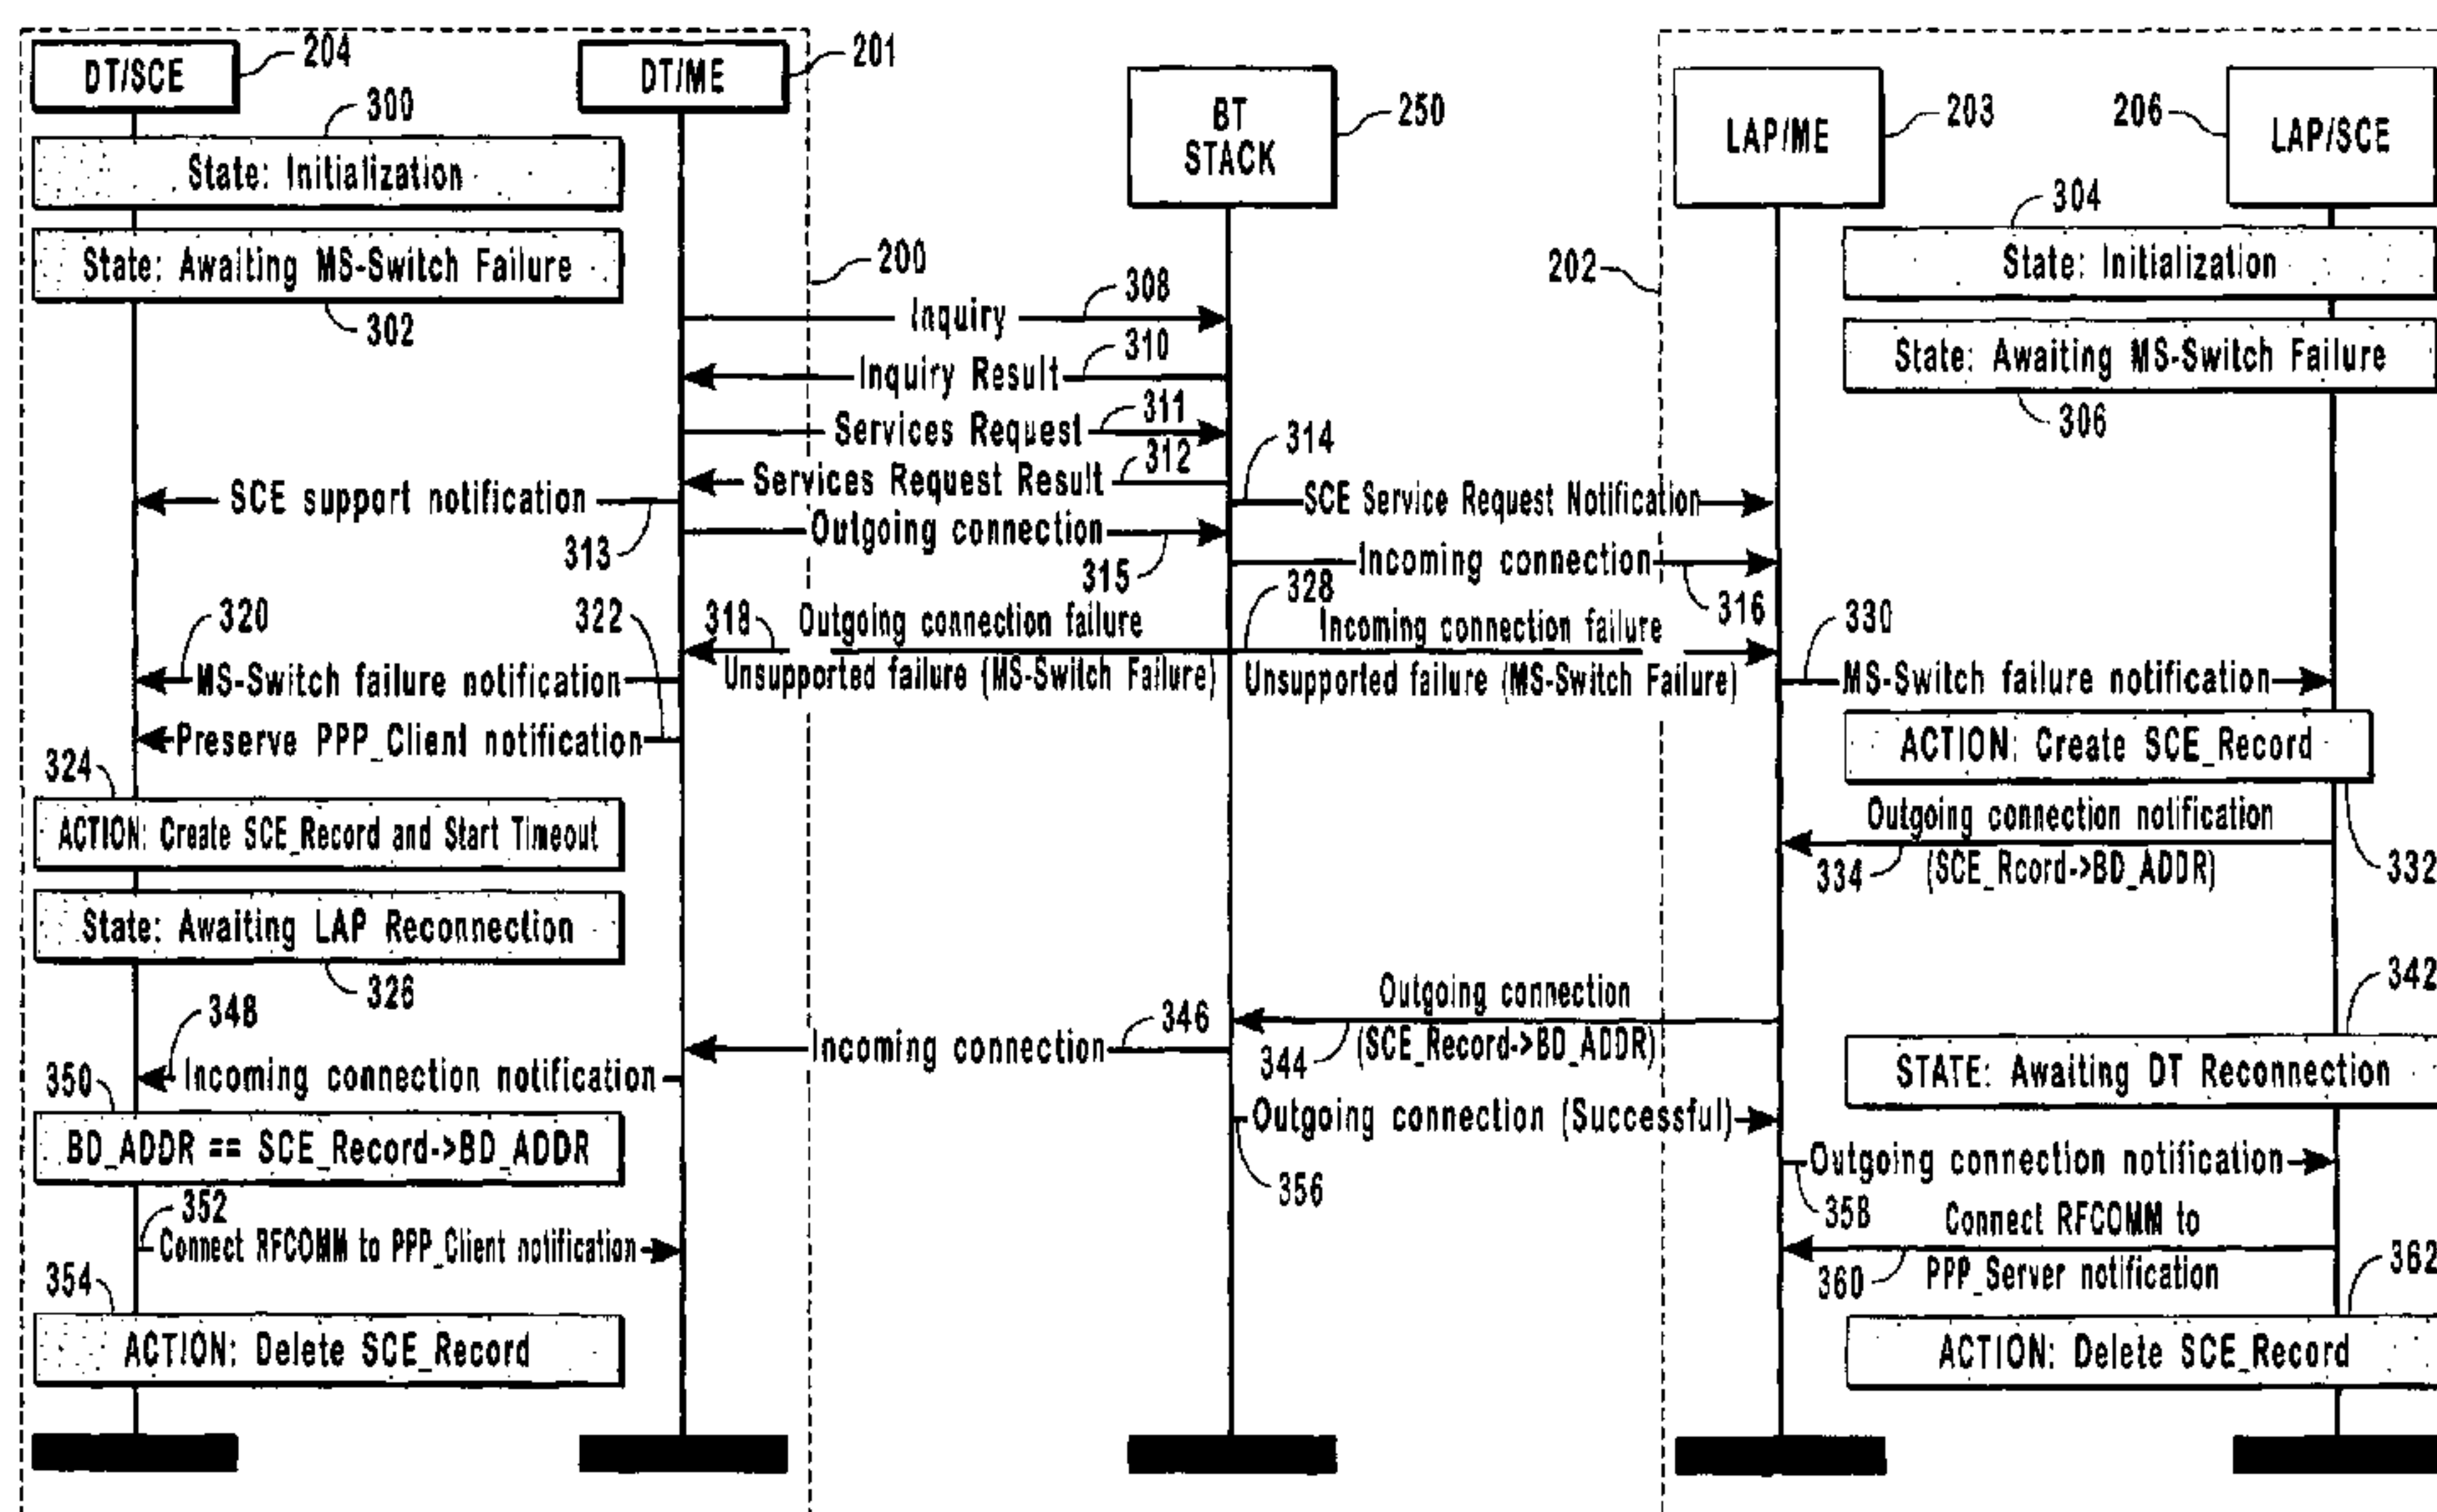 DT/SCE
204
DT/ME
201
BT
STACK
250
LAP/ME
203
206
LAP/SCE
300
State: Initialization
State: Awaiting MS-Switch Failure
302
200
202
304
State: Initialization
State: Awaiting MS-Switch Failure
306
308
Inquiry
310
Inquiry Result
311
Services Request
312
Services Request Result
314
SCE Service Request Notification
SCE support notification
313
Outgoing connection
315
Incoming connection
316
318
Outgoing connection failure
Unsupported failure (MS-Switch Failure)
328
Incoming connection failure
Unsupported failure (MS-Switch Failure)
320
322
MS-Switch failure notification
330
MS-Switch failure notification
Preserve PPP_Client notification
ACTION: Create SCE_Record
332
324
ACTION: Create SCE_Record and Start Timeout
Outgoing connection notification
334
(SCE_Rcord->BD_ADDR)
State: Awaiting LAP Reconnection
326
342
Outgoing connection
344
(SCE_Record->BD_ADDR)
346
Incoming connection
STATE: Awaiting DT Reconnection
348
Incoming connection notification
350
BD_ADDR == SCE_Record->BD_ADDR
Outgoing connection (Successful)
356
Outgoing connection notification
358
352
Connect RFCOMM to PPP_Client notification
Connect RFCOMM to
360
PPP_Server notification
354
ACTION: Delete SCE_Record
362
ACTION: Delete SCE_Record